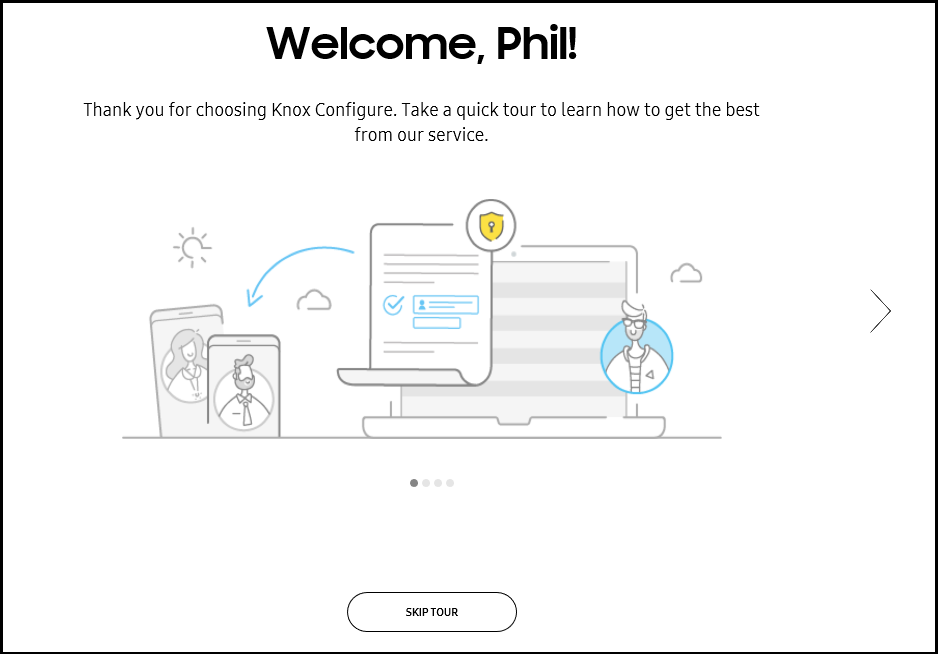 Welcome, Phil!
Thank you for choosing Knox Configure. Take a quick tour to learn how to get the best
from our service.
SKIP TOUR